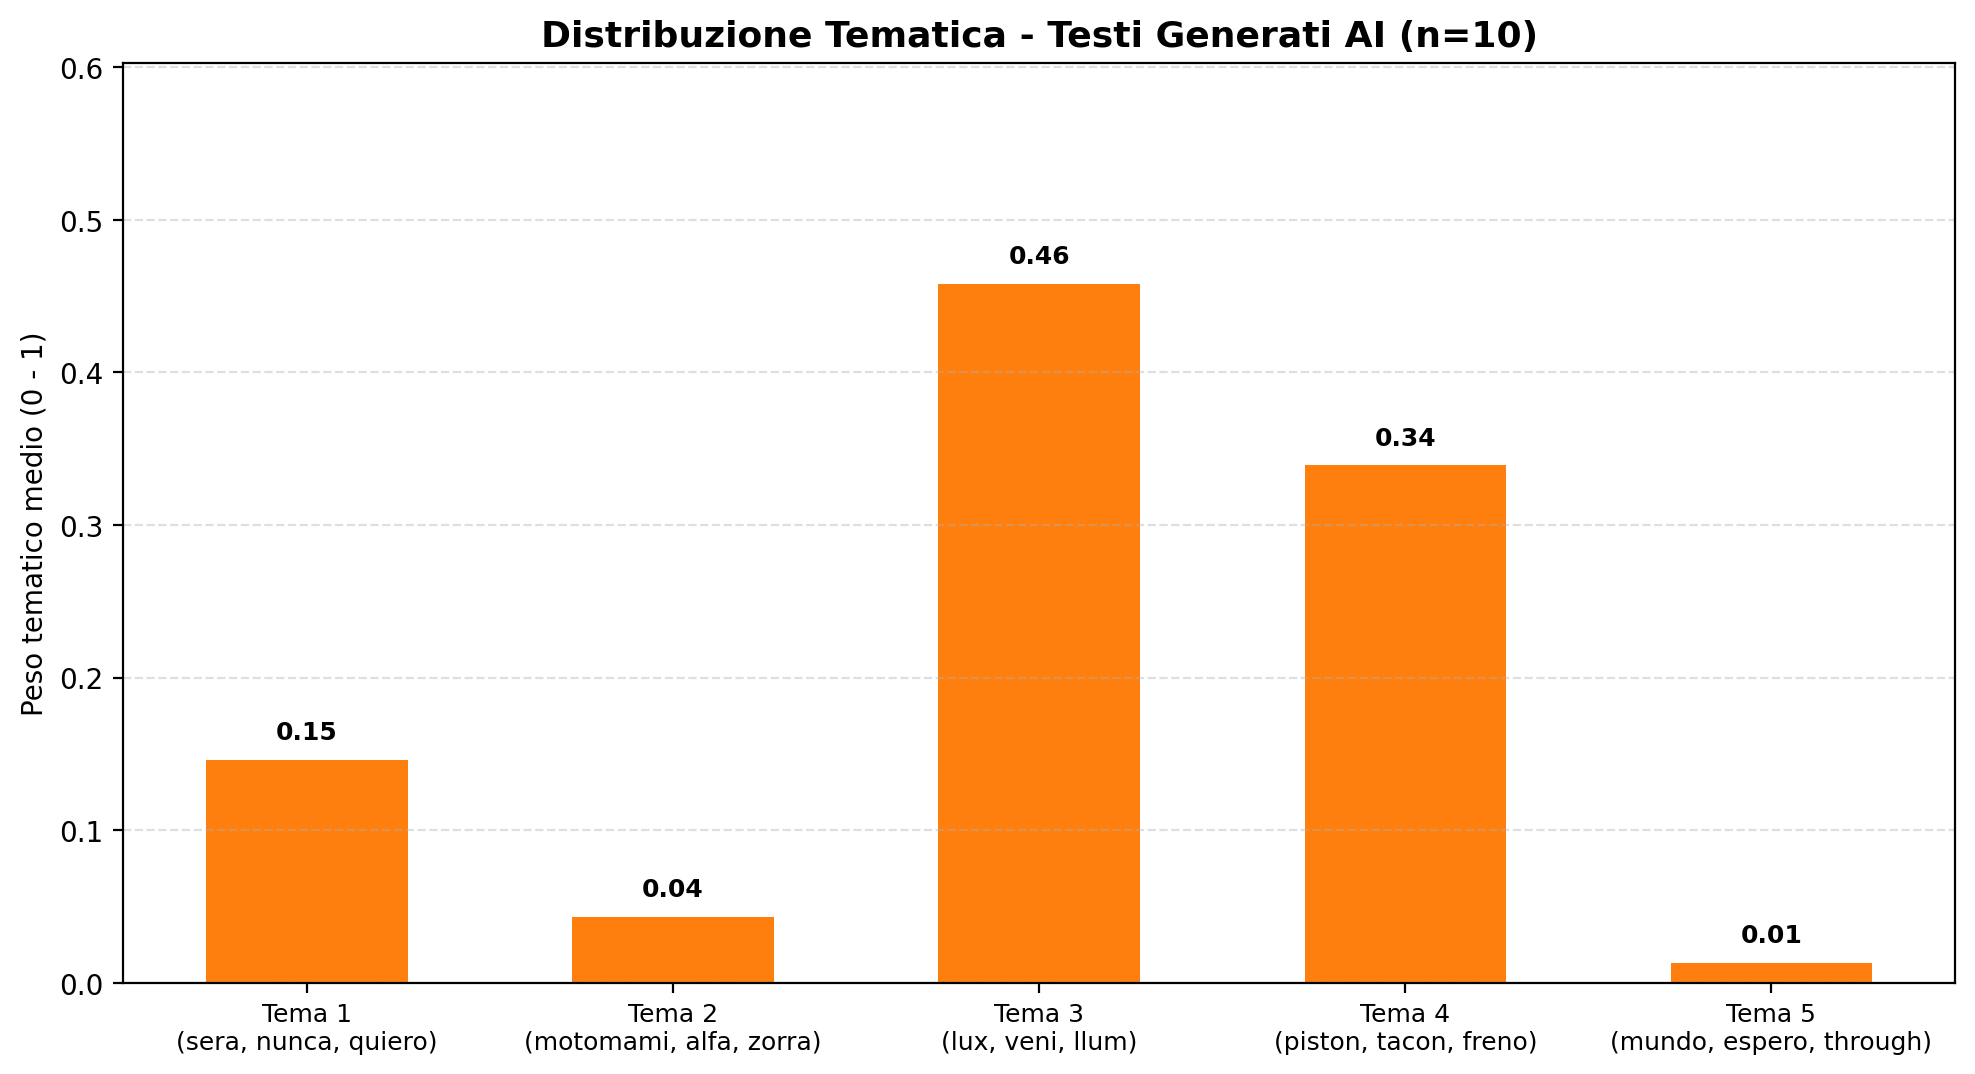 Distribuzione Tematica - Testi Generati AI (n=10)
Peso tematico medio (0 - 1)
0.6
0.5
0.4
0.3
0.2
0.1
0.0
0.15
0.04
0.46
0.34
0.01
Tema 1
(sera, nunca, quiero)
Tema 2
(motomami, alfa, zorra)
Tema 3
(lux, veni, llum)
Tema 4
(piston, tacon, freno)
Tema 5
(mundo, espero, through)